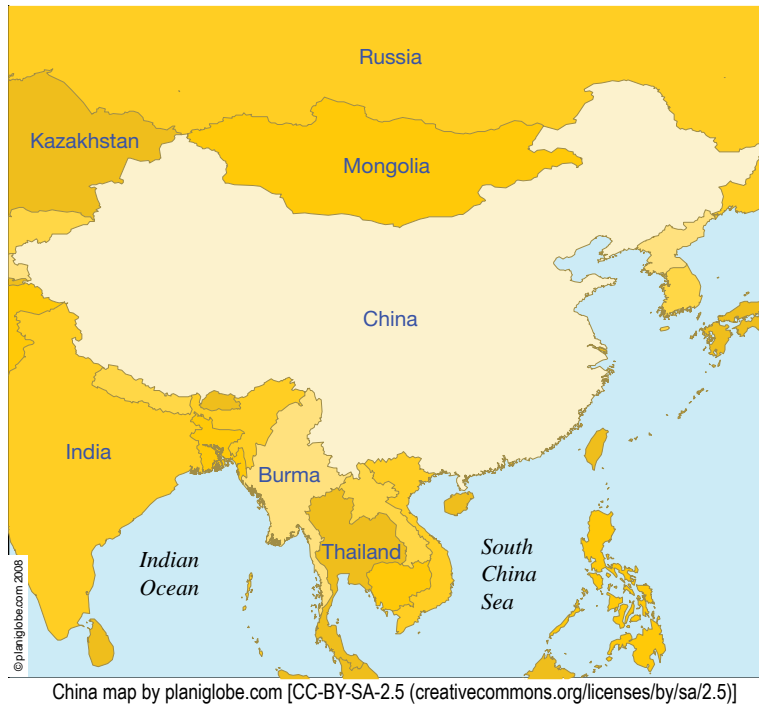 Russia
Kazakhstan
Mongolia
China
India
Burma
Thailand
Indian
Ocean
South
China
Sea
©planiglobe.com 2008
China map by planiglobe.com [CC-BY-SA-2.5 (creativecommons.org/licenses/by/sa/2.5)]